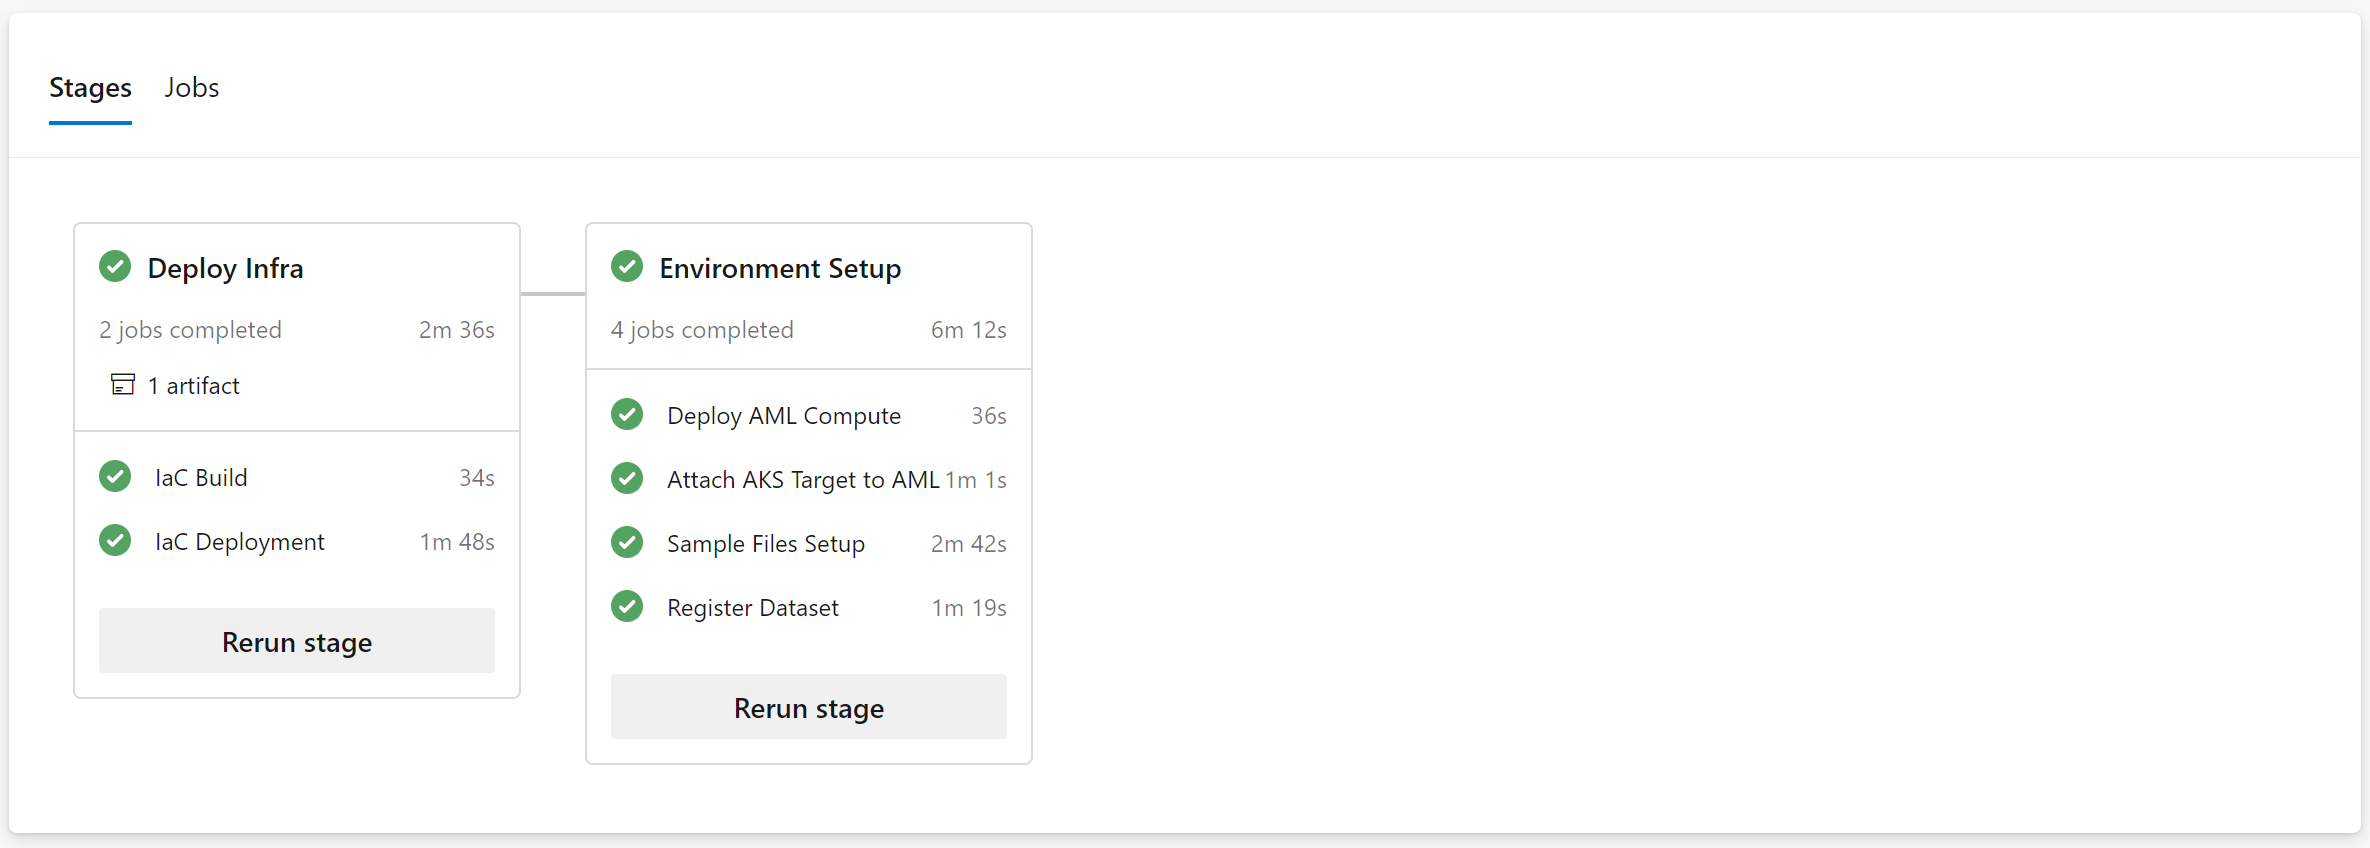 Stages Jobs
Deploy Infra
2 jobs completed 2m 36s
1 artifact
IaC Build 34s
IaC Deployment 1m 48s
Rerun stage
Environment Setup
4 jobs completed 6m 12s
Deploy AML Compute 36s
Attach AKS Target to AML 1m 1s
Sample Files Setup 2m 42s
Register Dataset 1m 19s
Rerun stage